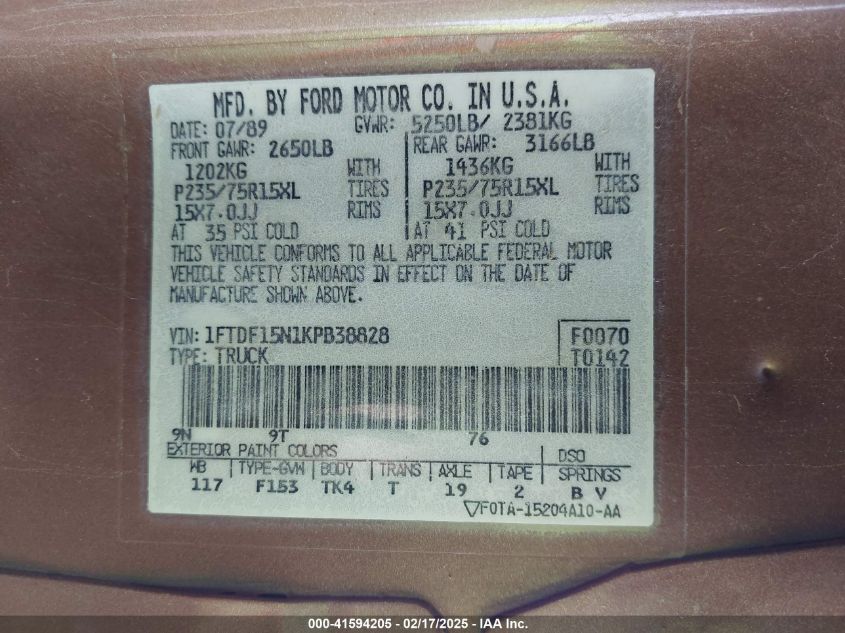 MFD. BY FORD MOTOR CO. IN U.S.A.
DATE: 07/89 GVWR: 5250LB/ 2381KG
FRONT GAWR: 2650LB REAR GAWR: 3166LB
1202KG WITH 1436KG WITH
P235/75R15XL TIRES P235/75R15XL TIRES
15X7.0JJ RIMS 15X7.0JJ RIMS
AT 35 PSI COLD AT 41 PSI COLD
THIS VEHICLE CONFORMS TO ALL APPLICABLE FEDERAL MOTOR
VEHICLE SAFETY STANDARDS IN EFFECT ON THE DATE OF
MANUFACTURE SHOWN ABOVE.
VIN: 1FTDF15N1KPB38828 F0070
TYPE: TRUCK T0142
9N 9T 76
EXTERIOR PAINT COLORS DSO
WB TYPE-GVW BODY TRANS AXLE TAPE SPRINGS
117 F153 TK4 T 19 2 B V
F0TA-15204A10-AA
000-41594205 - 02/17/2025 - IAA Inc.